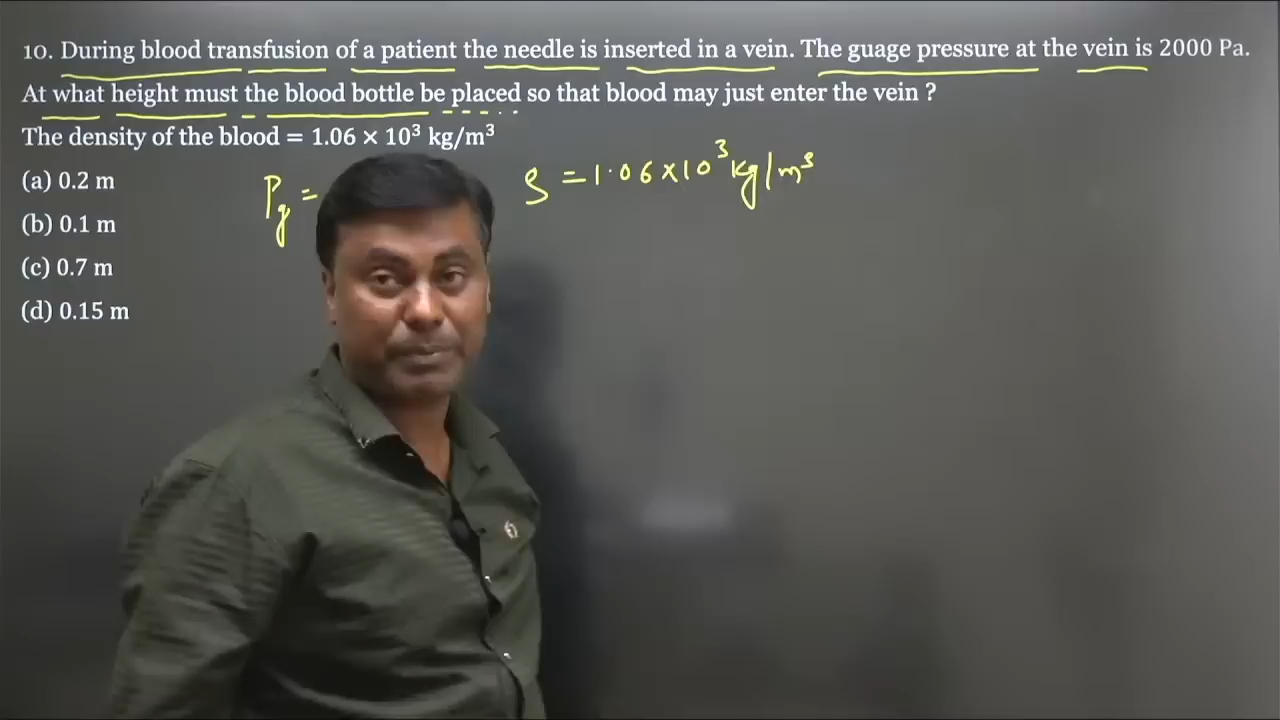 10. During blood transfusion of a patient the needle is inserted in a vein. The guage pressure at the vein is 2000 Pa.
At what height must the blood bottle be placed so that blood may just enter the vein ?
The density of the blood = 1.06 × 10³ kg/m³
(a) 0.2 m
(b) 0.1 m
(c) 0.7 m
(d) 0.15 m
P_g =
ρ = 1.06 × 10³ kg/m³